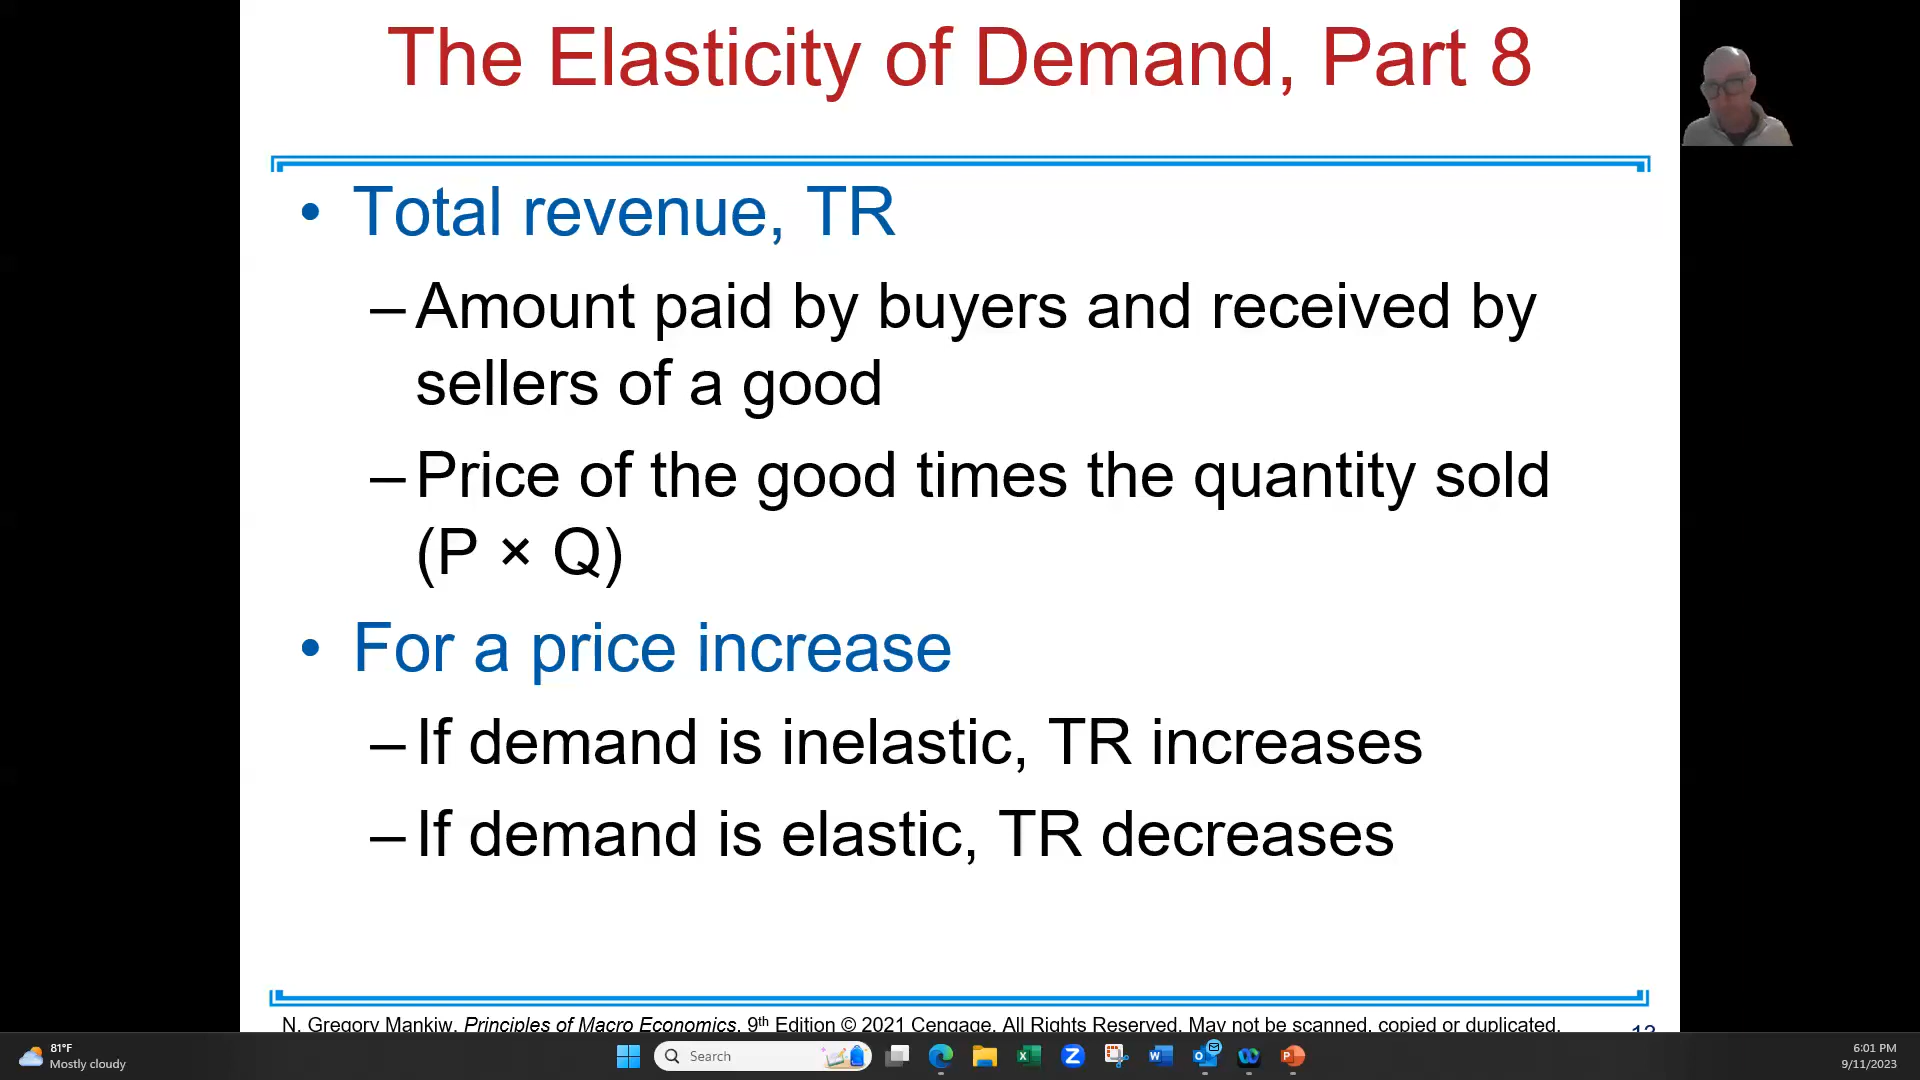 The Elasticity of Demand, Part 8
• Total revenue, TR
– Amount paid by buyers and received by
sellers of a good
– Price of the good times the quantity sold
(P × Q)
• For a price increase
– If demand is inelastic, TR increases
– If demand is elastic, TR decreases
N. Gregory Mankiw, Principles of Macro Economics, 9th Edition © 2021 Cengage. All Rights Reserved. May not be scanned, copied or duplicated,
81°F
Mostly cloudy
Search
6:01 PM
9/11/2023